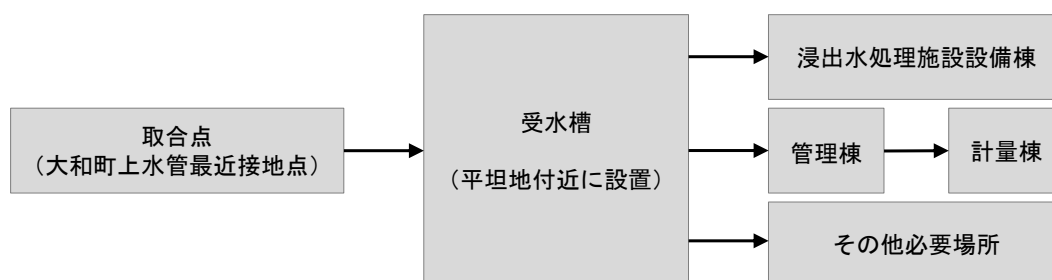 取合点
（大和町上水管最近接地点）
受水槽
（平坦地付近に設置）
浸出水処理施設設備棟
管理棟
計量棟
その他必要場所